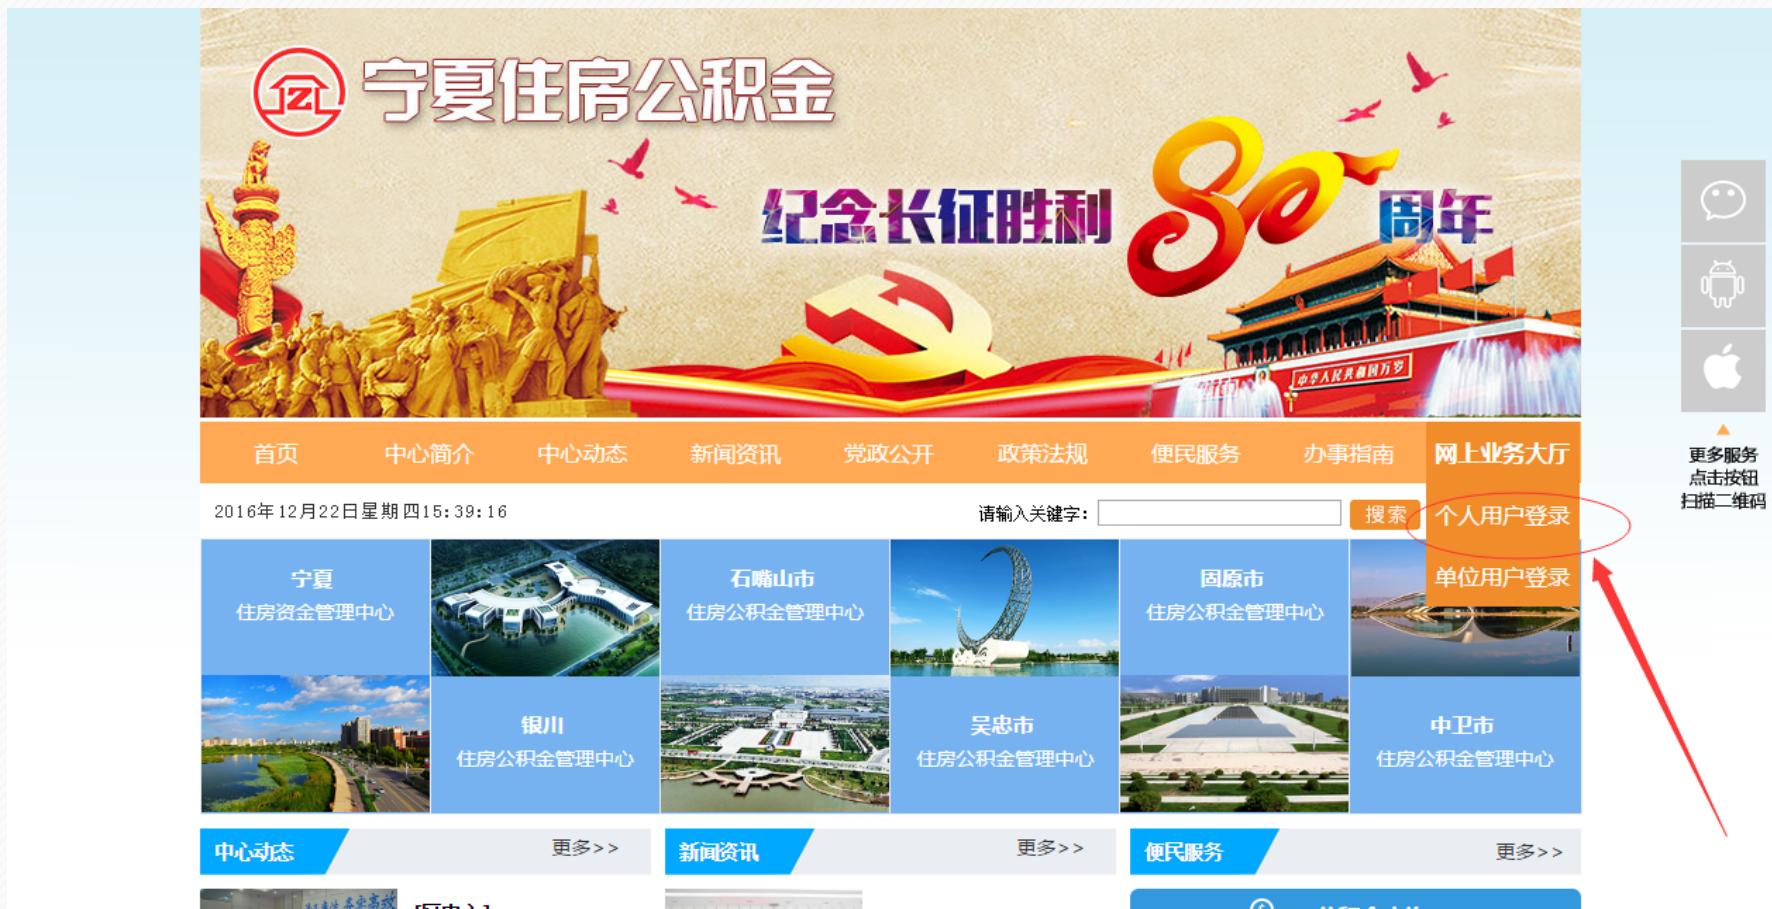 宁夏住房公积金
纪念长征胜利80周年
中华人民共和国万岁
首页 中心简介 中心动态 新闻资讯 党政公开 政策法规 便民服务 办事指南 网上业务大厅
2016年12月22日星期四15:39:16 请输入关键字: 搜索 个人用户登录
单位用户登录
更多服务
点击按钮
扫描二维码
宁夏
住房资金管理中心
石嘴山市
住房公积金管理中心
固原市
住房公积金管理中心
银川
住房公积金管理中心
吴忠市
住房公积金管理中心
中卫市
住房公积金管理中心
中心动态 更多>>
新闻资讯 更多>>
便民服务 更多>>